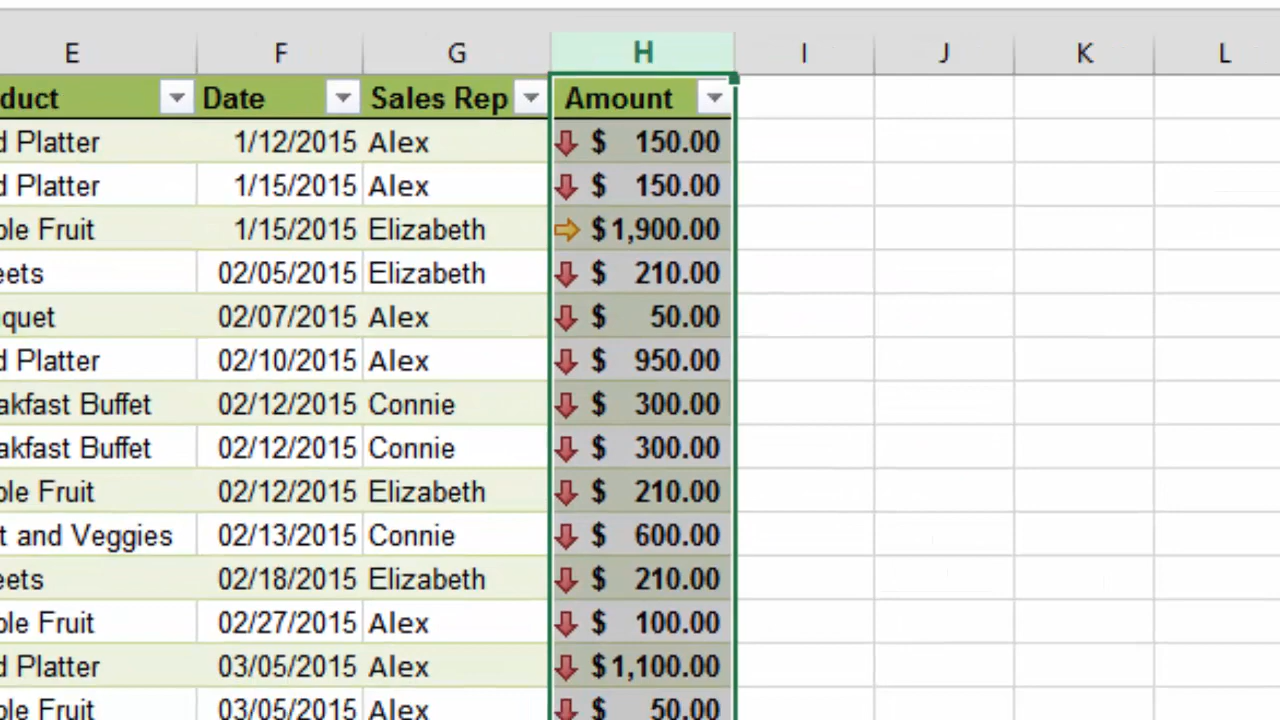 E F G H I J K L
duct Date Sales Rep Amount
d Platter 1/12/2015 Alex $ 150.00
d Platter 1/15/2015 Alex $ 150.00
ole Fruit 1/15/2015 Elizabeth $1,900.00
eets 02/05/2015 Elizabeth $ 210.00
quet 02/07/2015 Alex $ 50.00
d Platter 02/10/2015 Alex $ 950.00
akfast Buffet 02/12/2015 Connie $ 300.00
akfast Buffet 02/12/2015 Connie $ 300.00
ole Fruit 02/12/2015 Elizabeth $ 210.00
t and Veggies 02/13/2015 Connie $ 600.00
eets 02/18/2015 Elizabeth $ 210.00
ole Fruit 02/27/2015 Alex $ 100.00
d Platter 03/05/2015 Alex $1,100.00
ole Fruit 03/05/2015 Alex $ 50.00